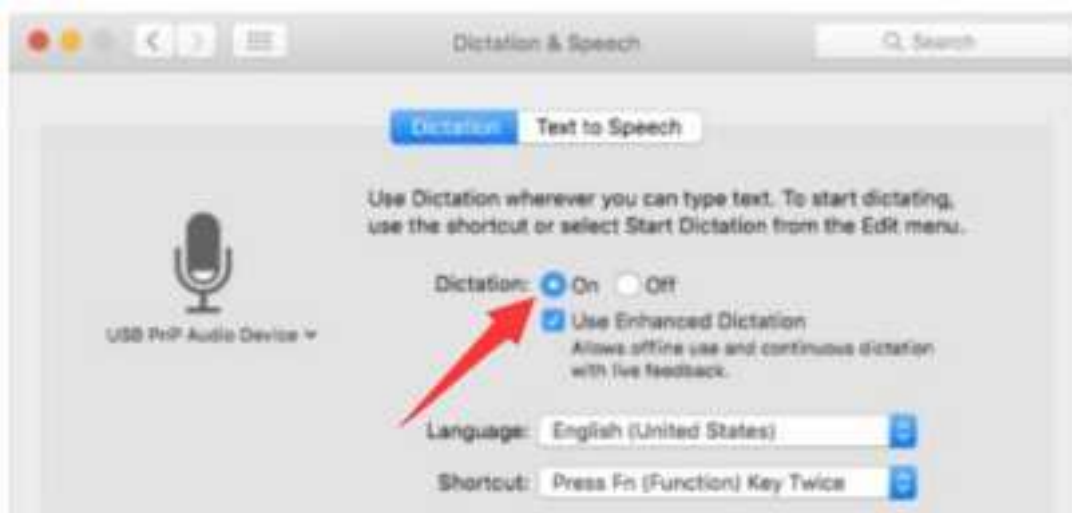 Dictation & Speech
Search
Dictation
Text to Speech
Use Dictation wherever you can type text. To start dictating,
use the shortcut or select Start Dictation from the Edit menu.
Dictation: On Off
USB PnP Audio Device
Use Enhanced Dictation
Allows offline use and continuous dictation
with live feedback.
Language: English (United States)
Shortcut: Press Fn (Function) Key Twice